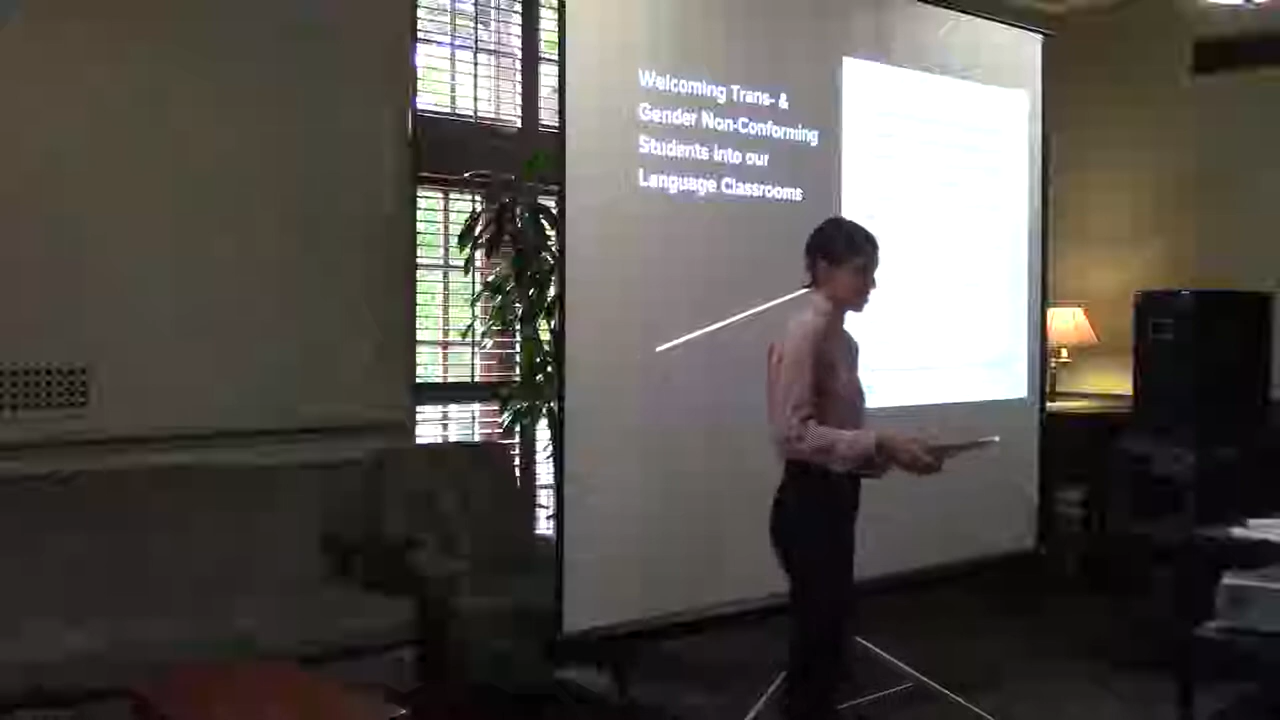 Welcoming Trans- &
Gender Non-Conforming
Students into our
Language Classrooms